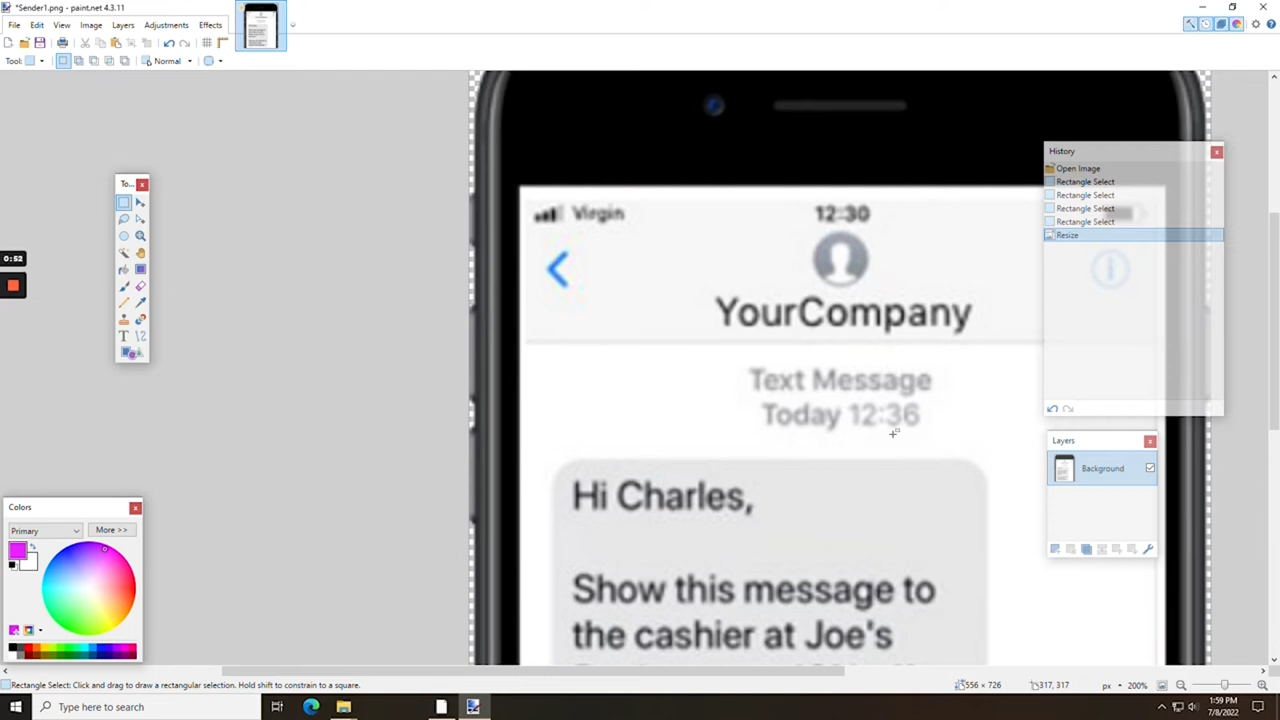 *Sender1.png - paint.net 4.3.11
File Edit View Image Layers Adjustments Effects
Tool: Normal
Virgin 12:30
YourCompany
Text Message
Today 12:36
Hi Charles,
Show this message to
the cashier at Joe's
0:52
To...
History
Open Image
Rectangle Select
Rectangle Select
Rectangle Select
Rectangle Select
Resize
Layers
Background
Colors
Primary More >>
Rectangle Select: Click and drag to draw a rectangular selection. Hold shift to constrain to a square. 556 × 726 317, 317 px 200%
Type here to search 1:59 PM
7/8/2022